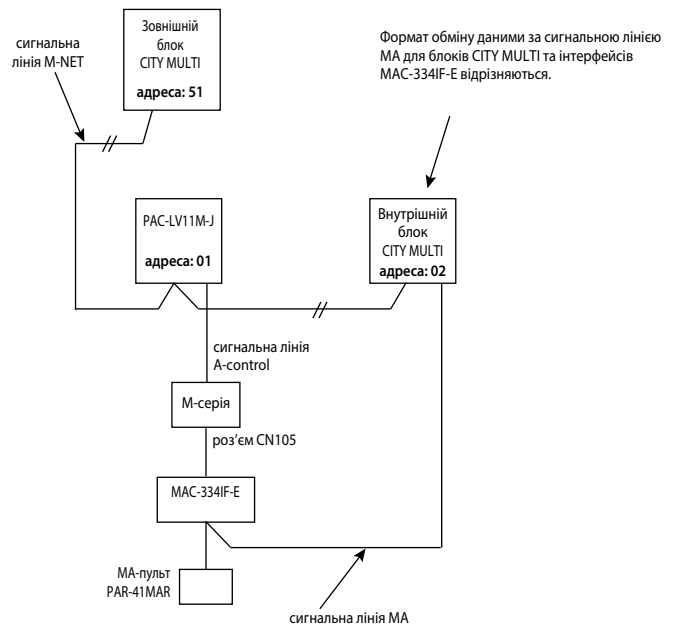 Зовнішній
блок
CITY MULTI
адреса: 51
сигнальна
лінія M-NET
Формат обміну даними за сигнальною лінією
MA для блоків CITY MULTI та інтерфейсів
MAC-334IF-E відрізняються.
PAC-LV11M-J
адреса: 01
Внутрішній
блок
CITY MULTI
адреса: 02
сигнальна лінія
A-control
М-серія
роз’єм CN105
MAC-334IF-E
MA-пульт
PAR-41MAR
сигнальна лінія MA